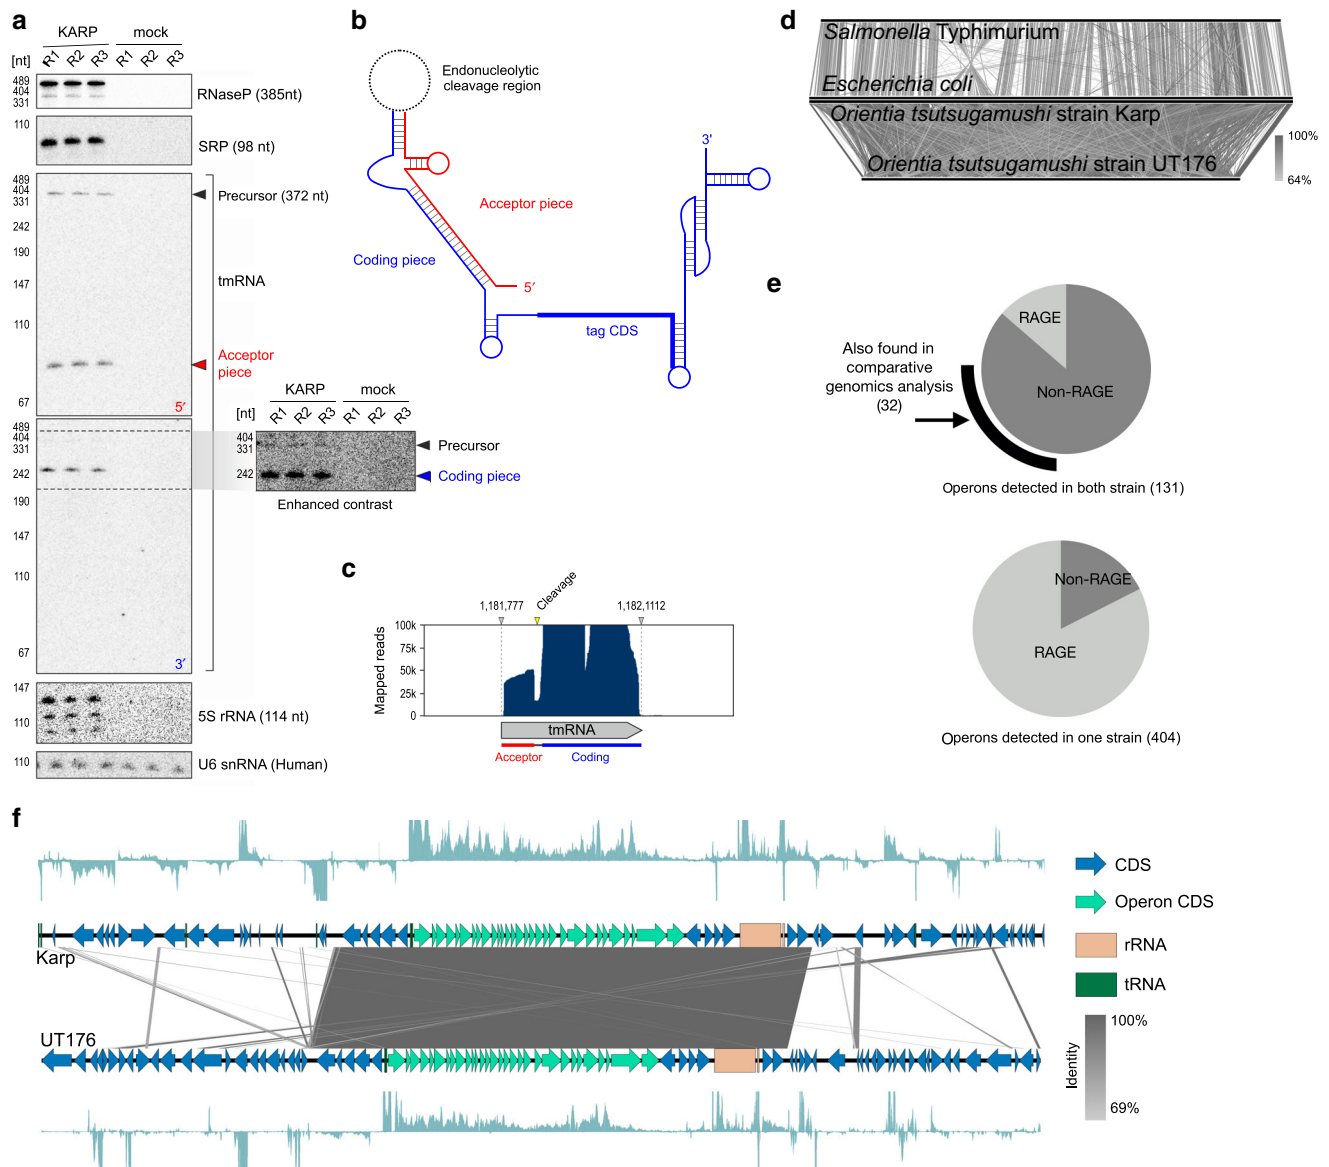 a
KARP mock
[nt] R1 R2 R3 R1 R2 R3
489
404
331
RNaseP (385nt)
110
SRP (98 nt)
489
404
331
242
190
147
110
67
Precursor (372 nt)
tmRNA
Acceptor
piece
5′
489
404
331
242
190
147
110
67
3′
KARP mock
[nt] R1 R2 R3 R1 R2 R3
404
331
242
Precursor
Coding piece
Enhanced contrast
147
110
5S rRNA (114 nt)
110
U6 snRNA (Human)
b
Endonucleolytic
cleavage region
Acceptor piece
Coding piece
5′
tag CDS
3′
c
1,181,777
Cleavage
1,182,1112
Mapped reads
100k
75k
50k
25k
0
tmRNA
Acceptor
Coding
d
Salmonella Typhimurium
Escherichia coli
Orientia tsutsugamushi strain Karp
Orientia tsutsugamushi strain UT176
100%
64%
e
RAGE
Non-RAGE
Also found in
comparative
genomics analysis
(32)
Operons detected in both strain (131)
Non-RAGE
RAGE
Operons detected in one strain (404)
f
Karp
UT176
CDS
Operon CDS
rRNA
tRNA
Identity
100%
69%